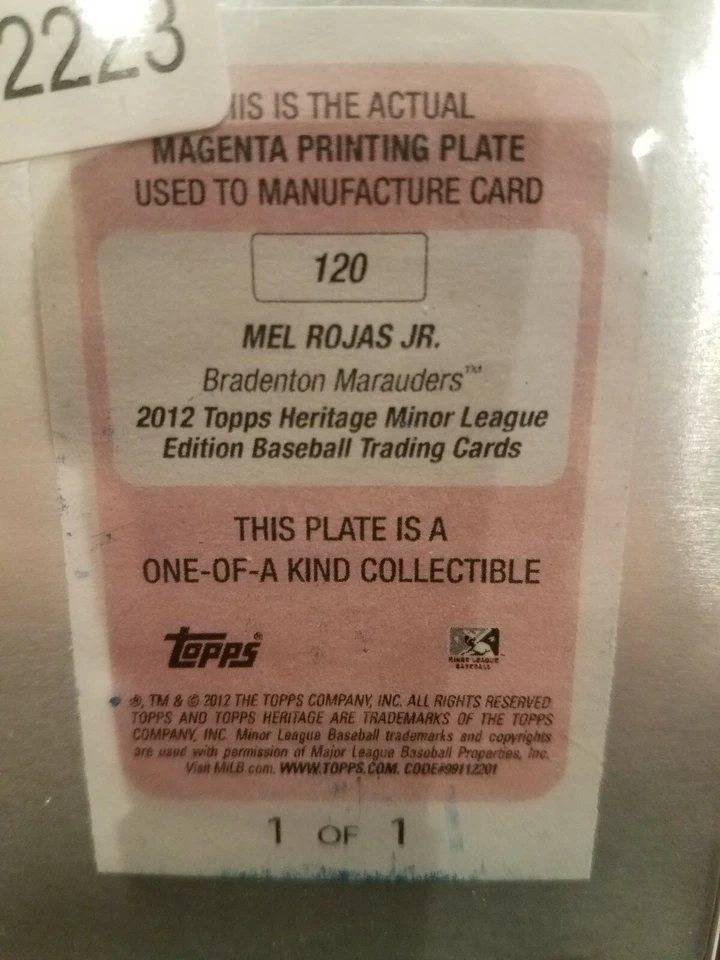 2223
HIS IS THE ACTUAL
MAGENTA PRINTING PLATE
USED TO MANUFACTURE CARD
120
MEL ROJAS JR.
Bradenton Marauders™
2012 Topps Heritage Minor League
Edition Baseball Trading Cards
THIS PLATE IS A
ONE-OF-A KIND COLLECTIBLE
topps®
MINOR LEAGUE
BASEBALL
®, TM & © 2012 THE TOPPS COMPANY, INC. ALL RIGHTS RESERVED
TOPPS AND TOPPS HERITAGE ARE TRADEMARKS OF THE TOPPS
COMPANY, INC. Minor League Baseball trademarks and copyrights
are used with permission of Major League Baseball Properties, Inc.
Visit MiLB.com. WWW.TOPPS.COM. CODE#99112201
1 OF 1